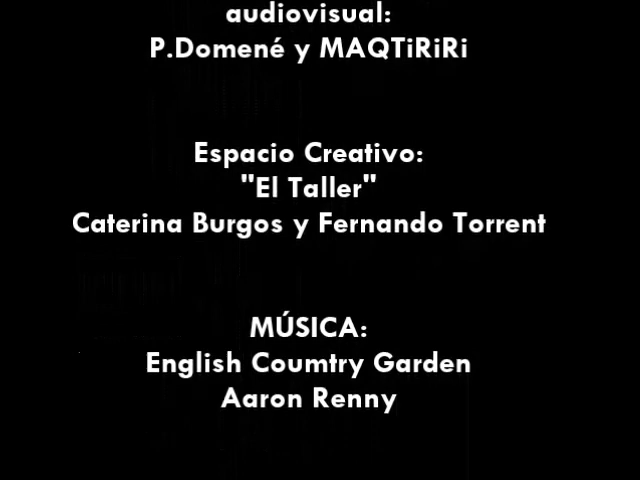 audiovisual:
P.Domené y MAQTiRiRi
Espacio Creativo:
"El Taller"
Caterina Burgos y Fernando Torrent
MÚSICA:
English Coumtry Garden
Aaron Renny